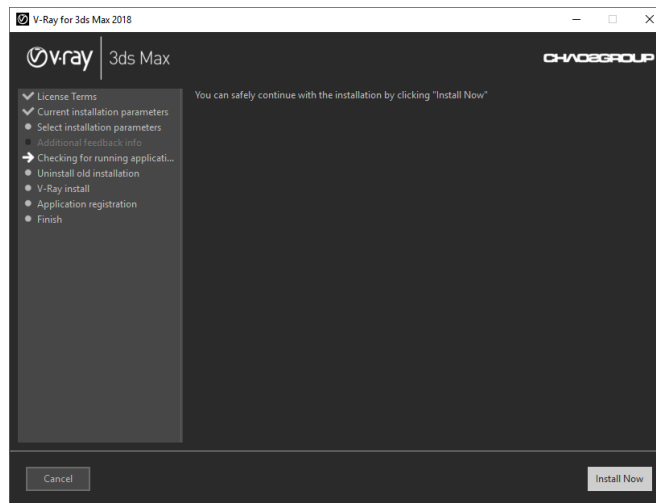 V-Ray for 3ds Max 2018
v·ray 3ds Max
CHAOSGROUP
License Terms
Current installation parameters
Select installation parameters
Additional feedback info
Checking for running applicati...
Uninstall old installation
V-Ray install
Application registration
Finish
You can safely continue with the installation by clicking "Install Now"
Cancel
Install Now